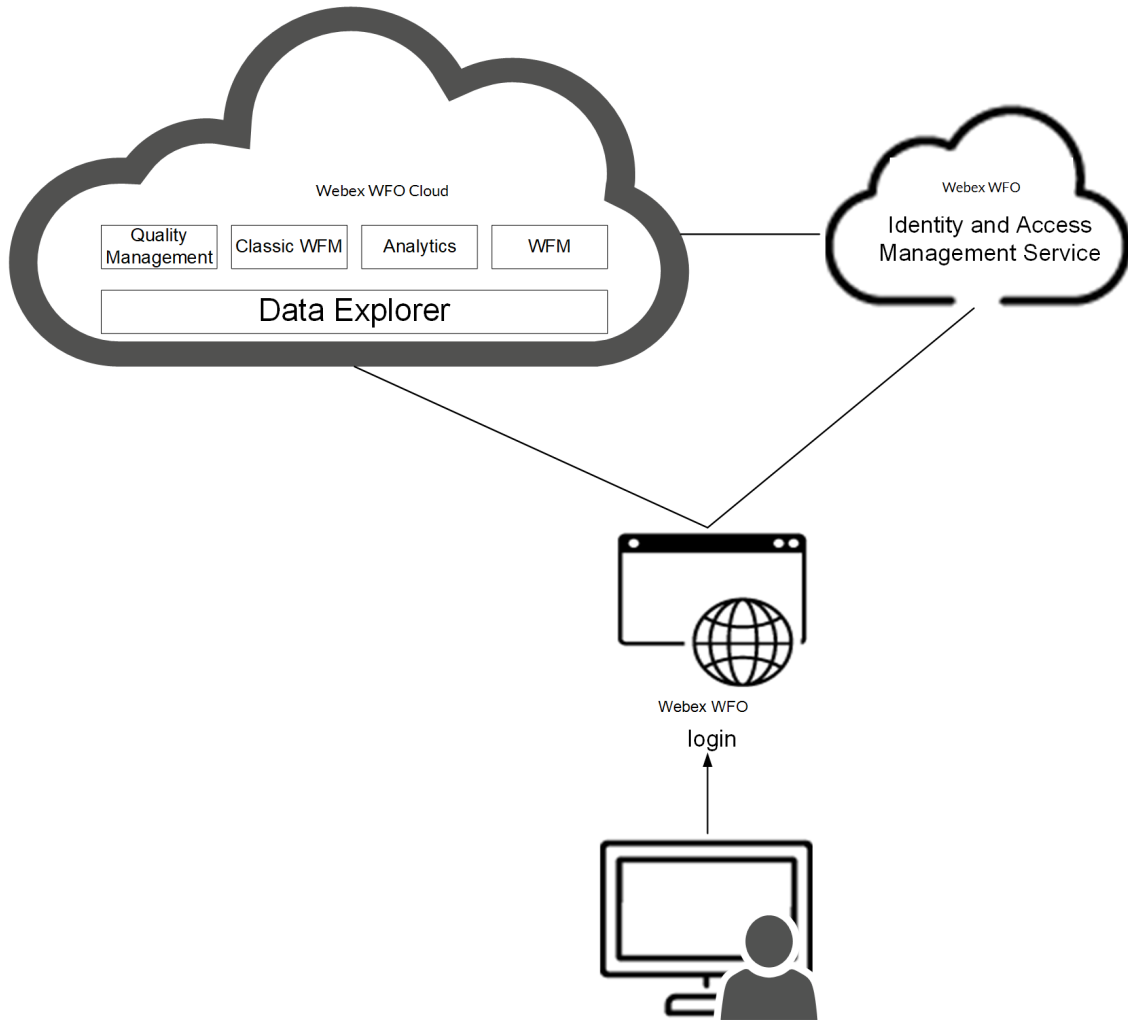 Webex WFO Cloud
Quality
Management
Classic WFM
Analytics
WFM
Data Explorer
Webex WFO
Identity and Access
Management Service
Webex WFO
login